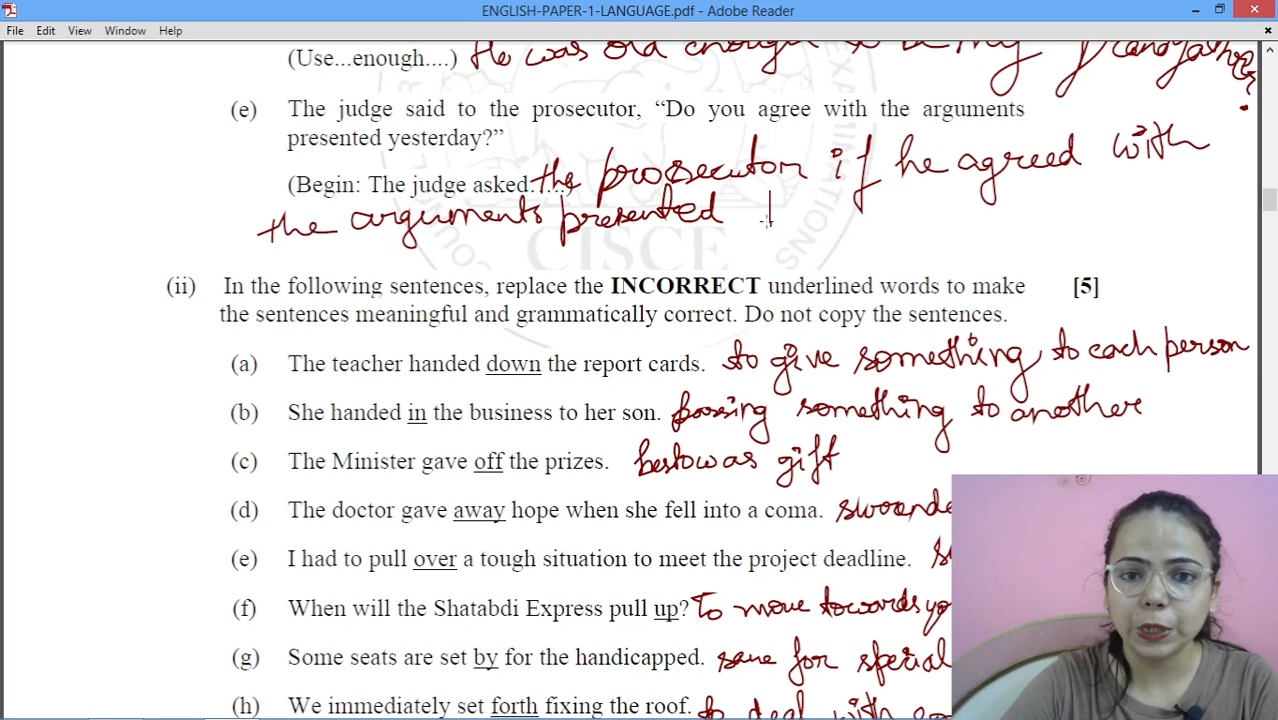 ENGLISH-PAPER-1-LANGUAGE.pdf - Adobe Reader
File Edit View Window Help
(Use...enough....) He was old enough to be my grandfather.
(e) The judge said to the prosecutor, “Do you agree with the arguments
presented yesterday?”
(Begin: The judge asked......) the prosecutor if he agreed with
the arguments presented
CISCE
(ii) In the following sentences, replace the INCORRECT underlined words to make [5]
the sentences meaningful and grammatically correct. Do not copy the sentences.
(a) The teacher handed down the report cards. to give something to each person
(b) She handed in the business to her son. passing something to another
(c) The Minister gave off the prizes. bestow as gift
(d) The doctor gave away hope when she fell into a coma.
(e) I had to pull over a tough situation to meet the project deadline.
(f) When will the Shatabdi Express pull up? To move towards
(g) Some seats are set by for the handicapped. save for special
(h) We immediately set forth fixing the roof. to deal with